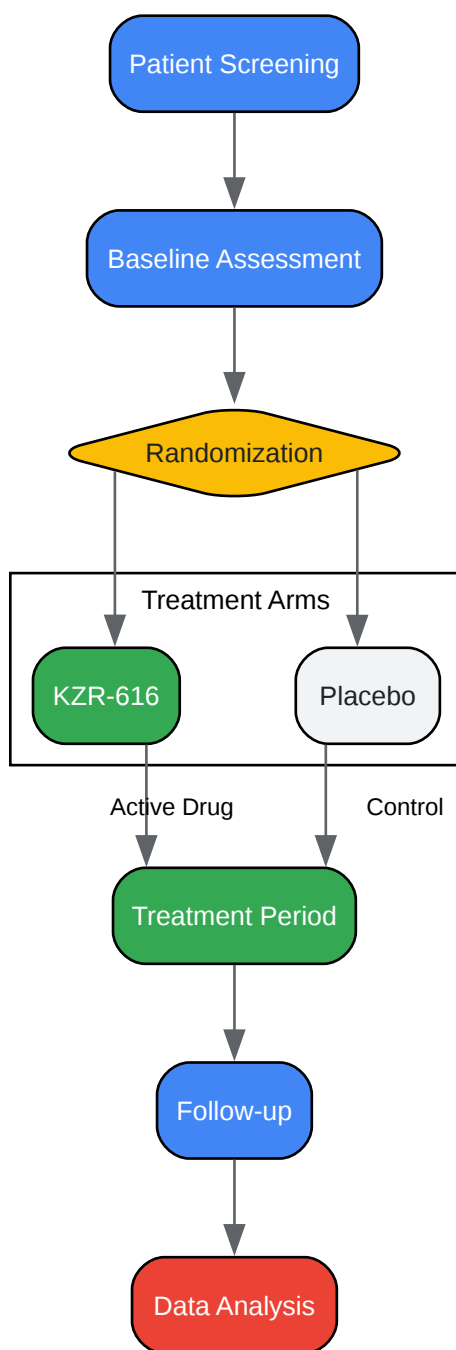 Patient Screening
Baseline Assessment
Randomization
Treatment Arms
KZR-616
Placebo
Active Drug
Control
Treatment Period
Follow-up
Data Analysis